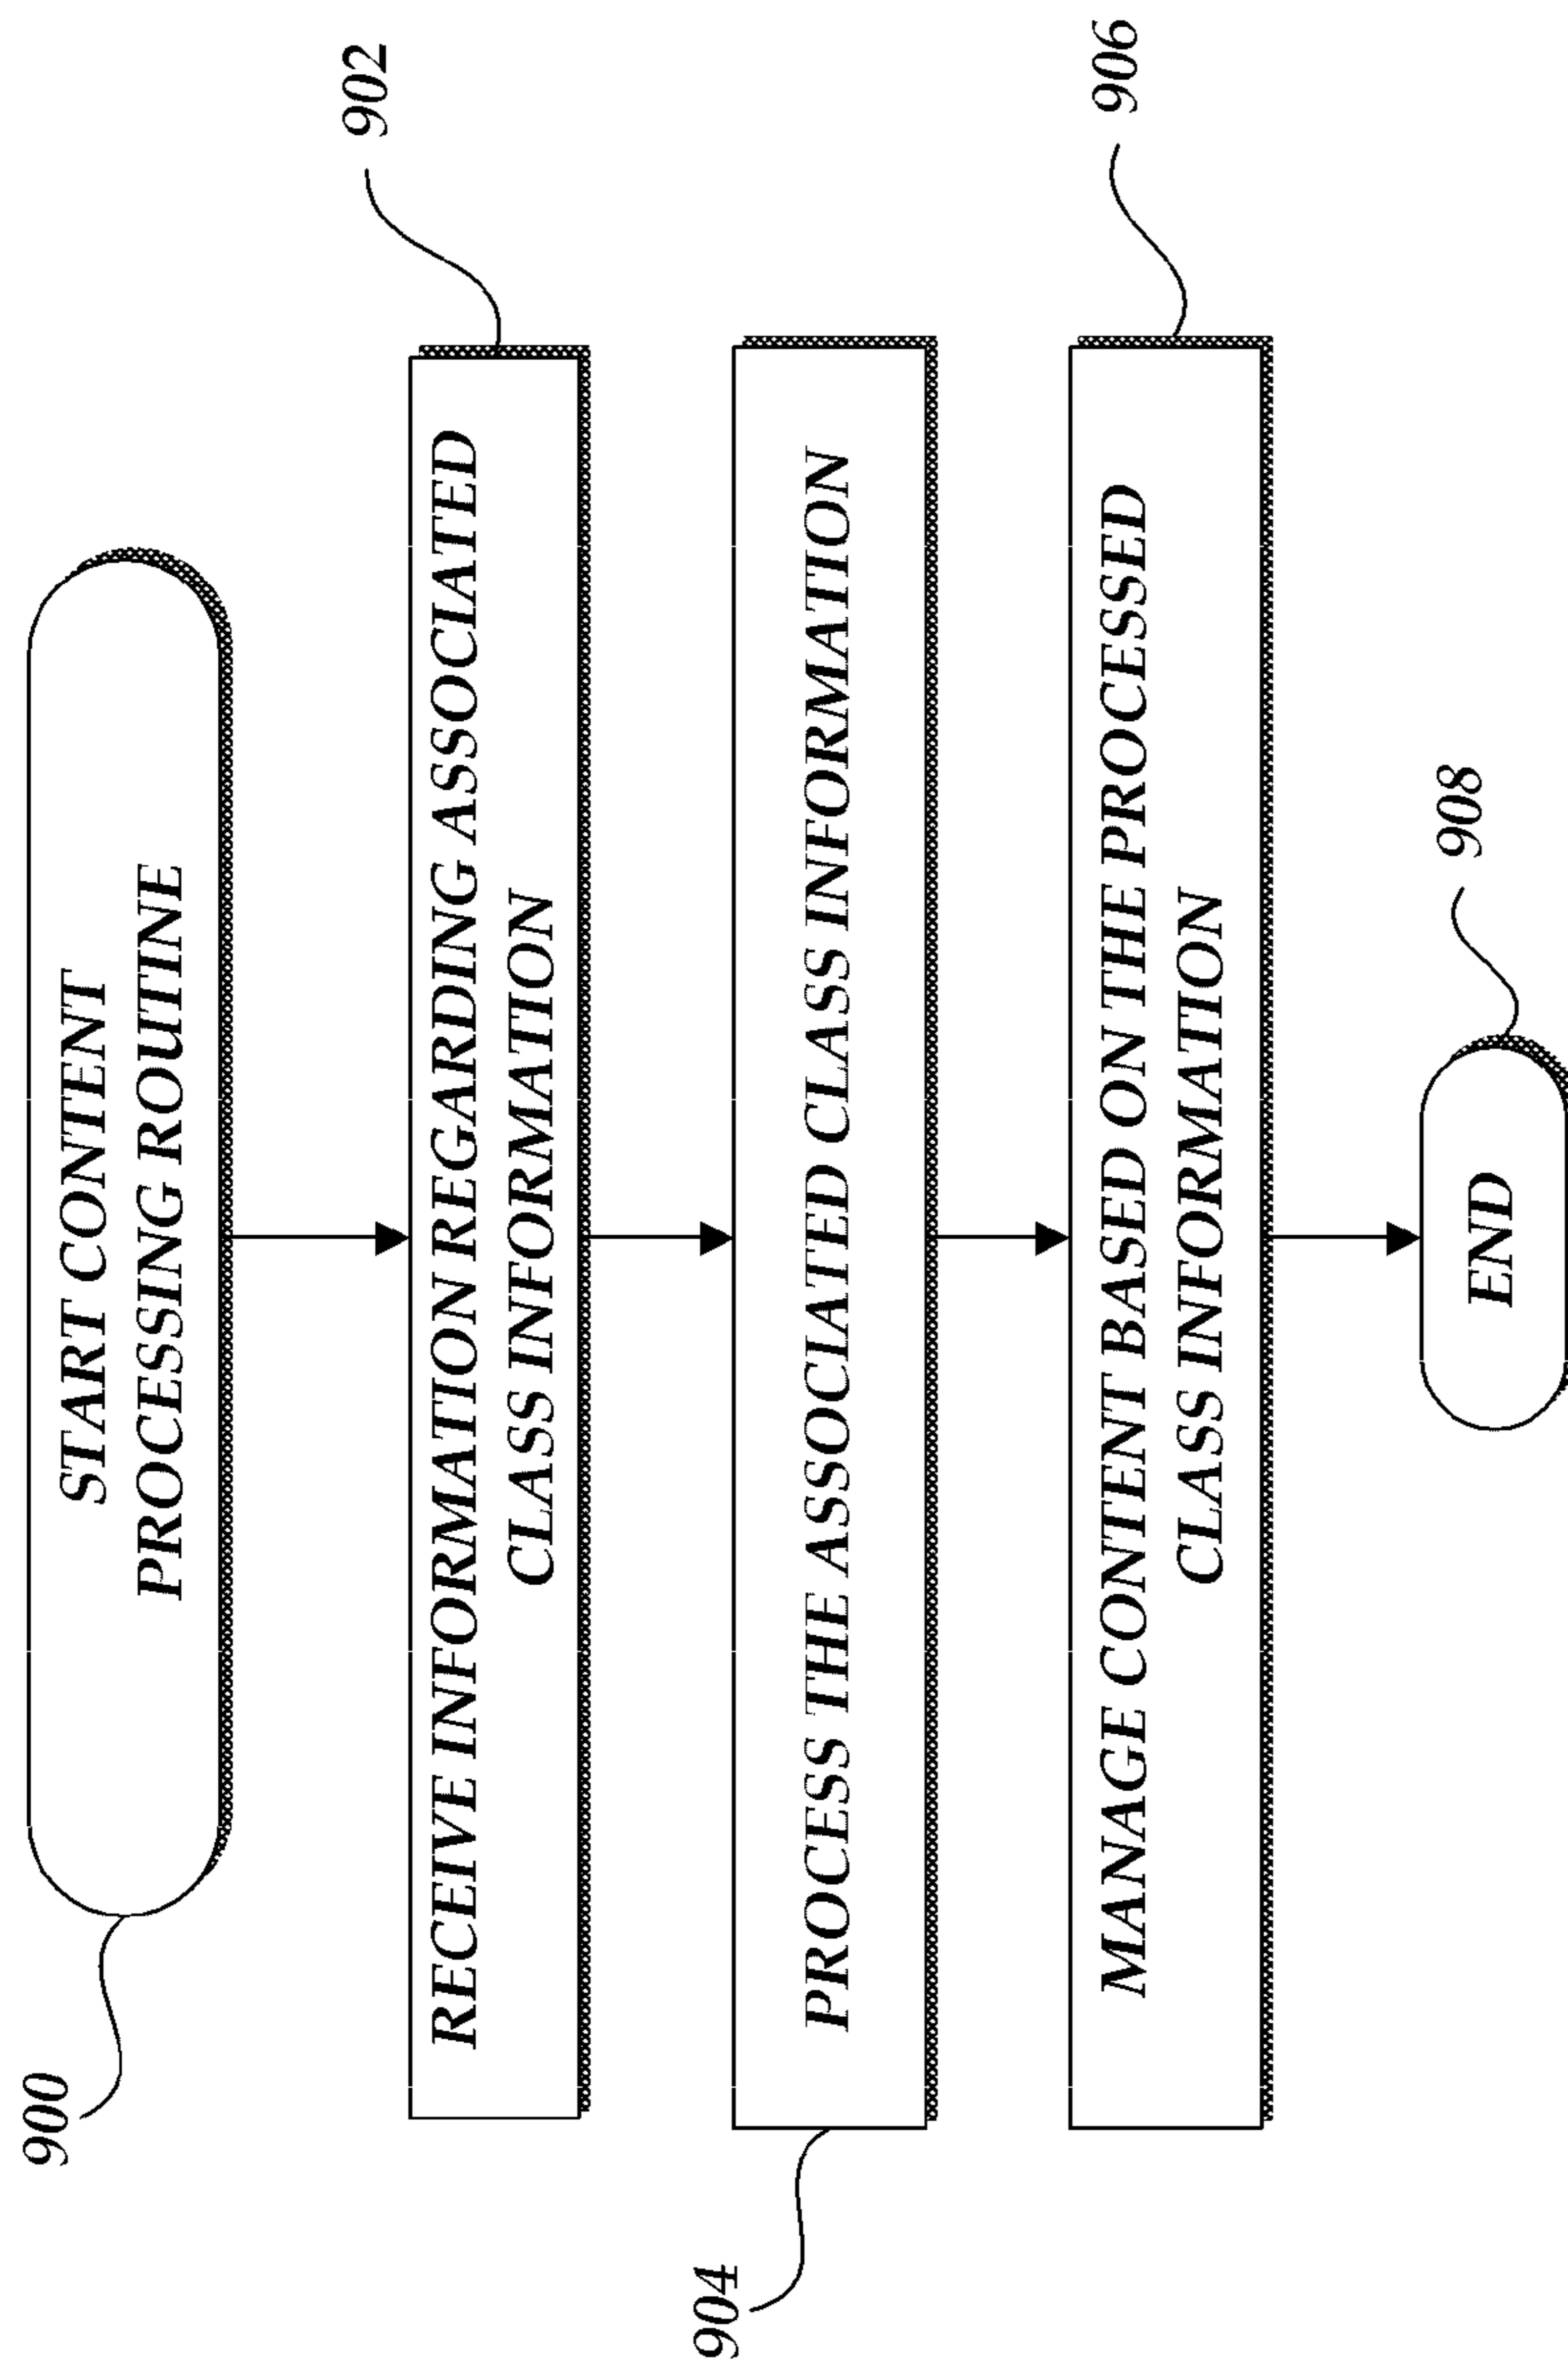 900
START CONTENT
PROCESSING ROUTINE
902
RECEIVE INFORMATION REGARDING ASSOCIATED
CLASS INFORMATION
904
PROCESS THE ASSOCIATED CLASS INFORMATION
906
MANAGE CONTENT BASED ON THE PROCESSED
CLASS INFORMATION
908
END